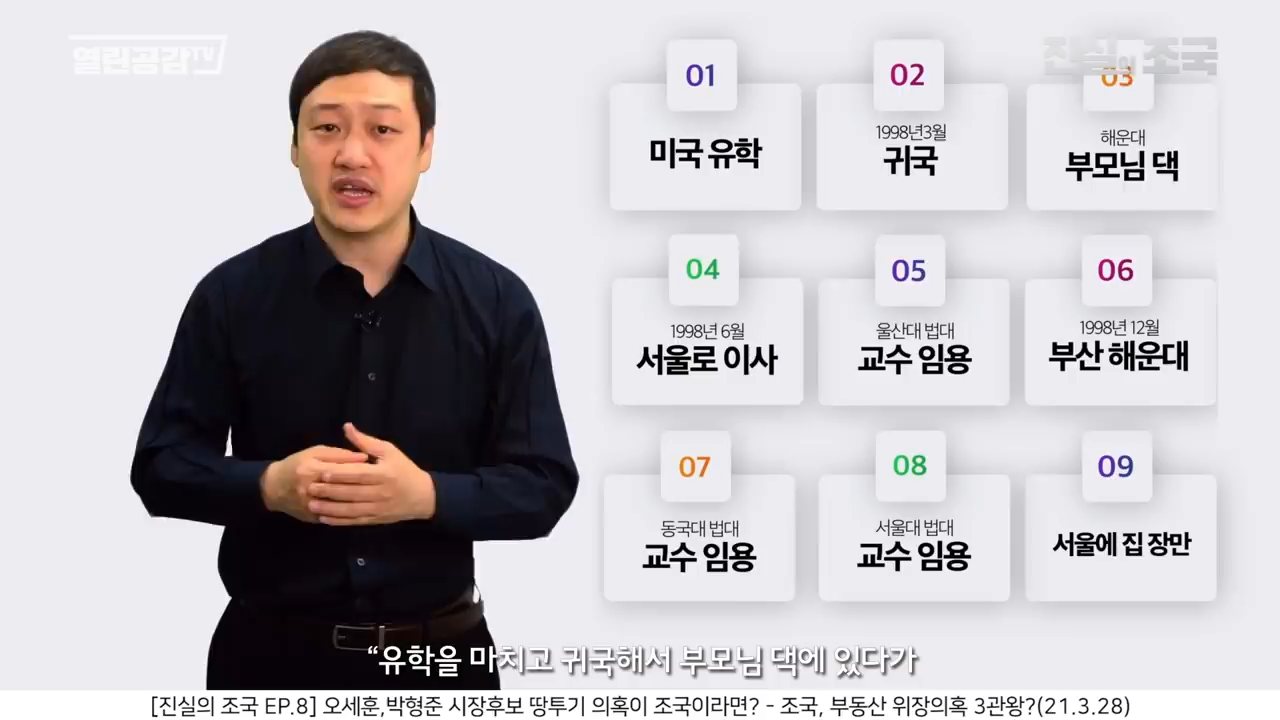 열린공감TV
진실의 조국
01
미국 유학
02
1998년3월
귀국
03
해운대
부모님 댁
04
1998년 6월
서울로 이사
05
울산대 법대
교수 임용
06
1998년 12월
부산 해운대
07
동국대 법대
교수 임용
08
서울대 법대
교수 임용
09
서울에 집 장만
“유학을 마치고 귀국해서 부모님 댁에 있다가
[진실의 조국 EP.8] 오세훈,박형준 시장후보 땅투기 의혹이 조국이라면? - 조국, 부동산 위장의혹 3관왕?(21.3.28)